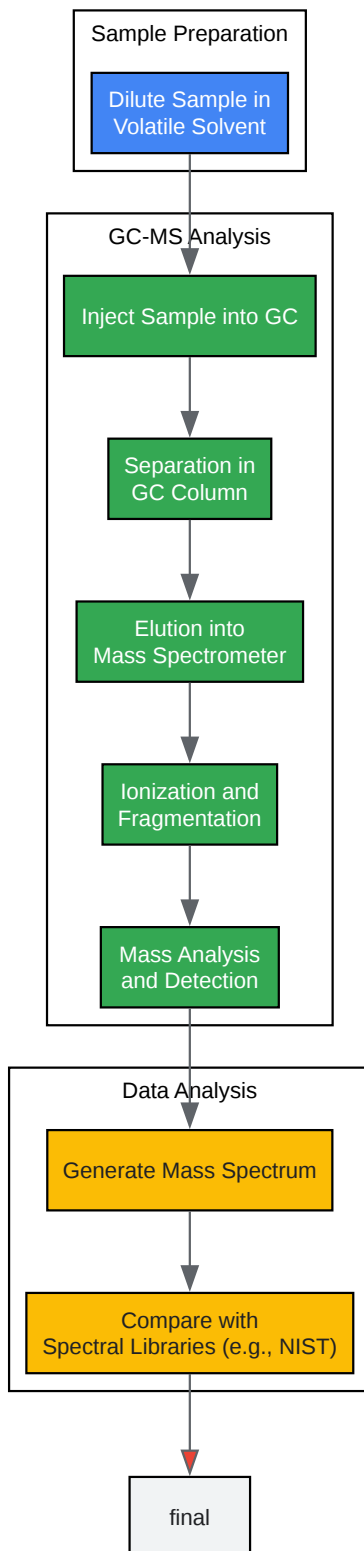 Sample Preparation
Dilute Sample in
Volatile Solvent
GC-MS Analysis
Inject Sample into GC
Separation in
GC Column
Elution into
Mass Spectrometer
Ionization and
Fragmentation
Mass Analysis
and Detection
Data Analysis
Generate Mass Spectrum
Compare with
Spectral Libraries (e.g., NIST)
final